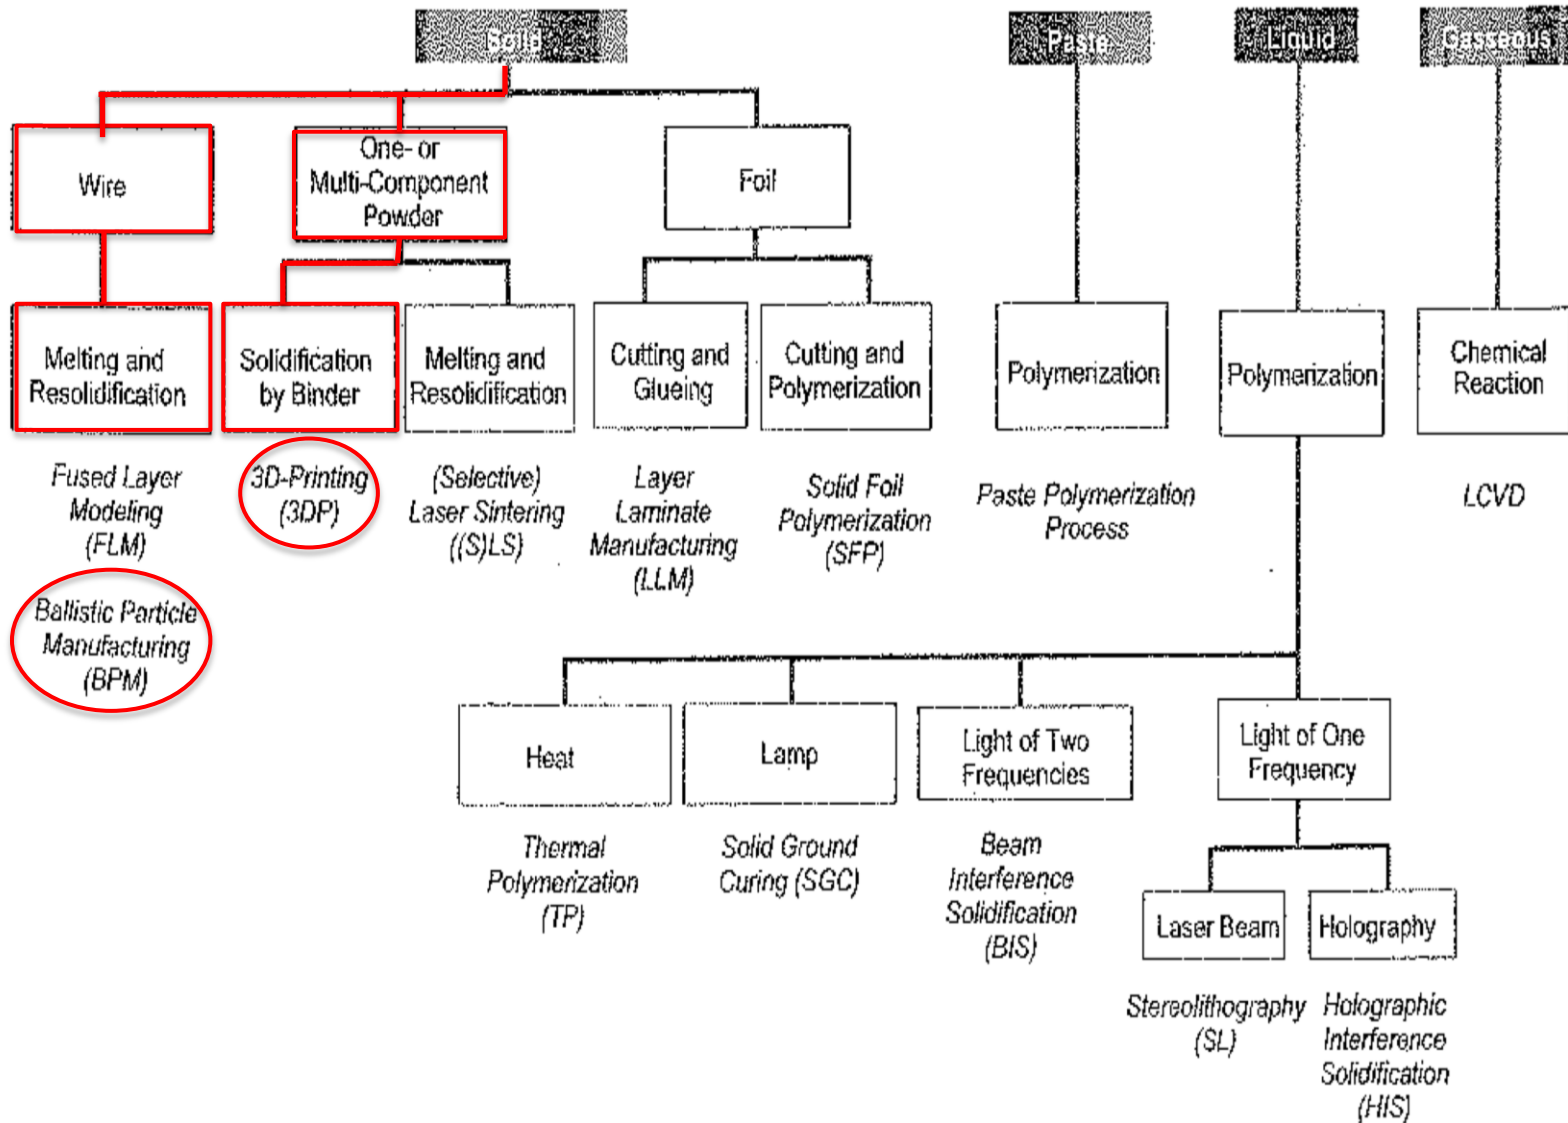 Solid
Paste
Liquid
Gasseous
Wire
One- or
Multi-Component
Powder
Foil
Melting and
Resolidification
Solidification
by Binder
Melting and
Resolidification
Cutting and
Glueing
Cutting and
Polymerization
Polymerization
Polymerization
Chemical
Reaction
Fused Layer
Modeling
(FLM)
Ballistic Particle
Manufacturing
(BPM)
3D-Printing
(3DP)
(Selective)
Laser Sintering
((S)LS)
Layer
Laminate
Manufacturing
(LLM)
Solid Foil
Polymerization
(SFP)
Paste Polymerization
Process
LCVD
Heat
Lamp
Light of Two
Frequencies
Light of One
Frequency
Thermal
Polymerization
(TP)
Solid Ground
Curing (SGC)
Beam
Interference
Solidification
(BIS)
Laser Beam
Holography
Stereolithography
(SL)
Holographic
Interference
Solidification
(HIS)